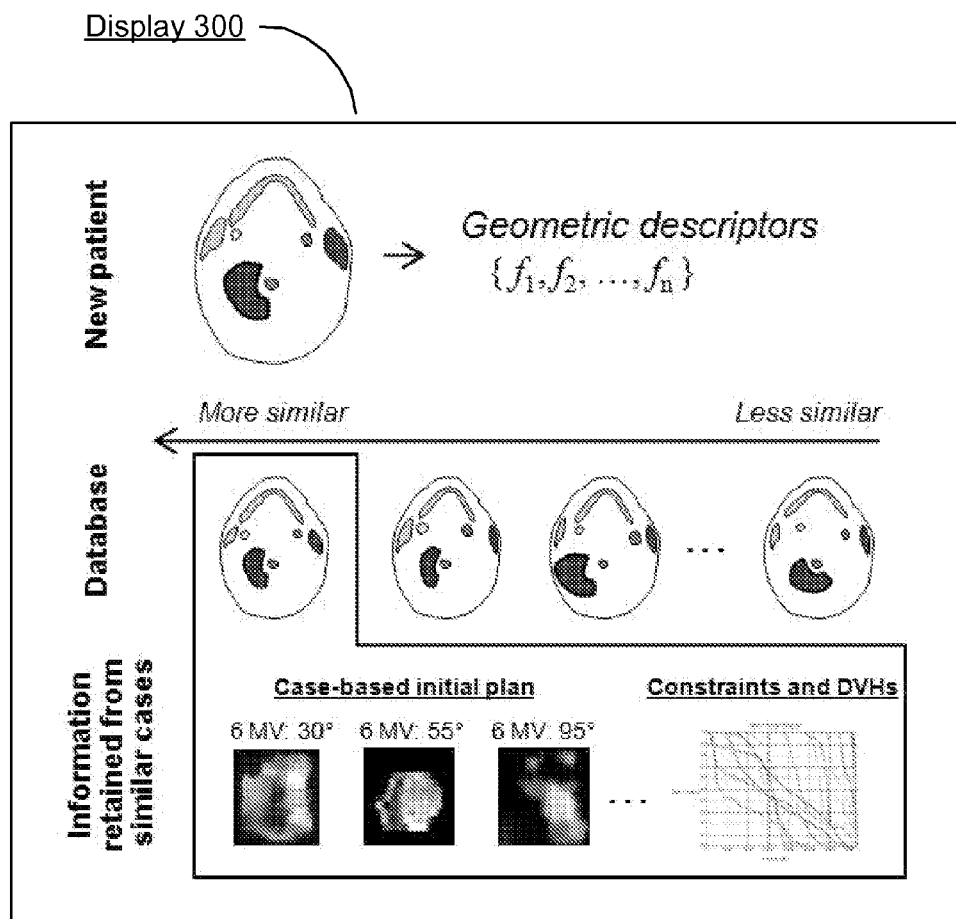 Display 300
New patient
Geometric descriptors
{ f1, f2, ..., fn }
More similar
Less similar
Database
...
Information
retained from
similar cases
Case-based initial plan
Constraints and DVHs
6 MV: 30°
6 MV: 55°
6 MV: 95°
...